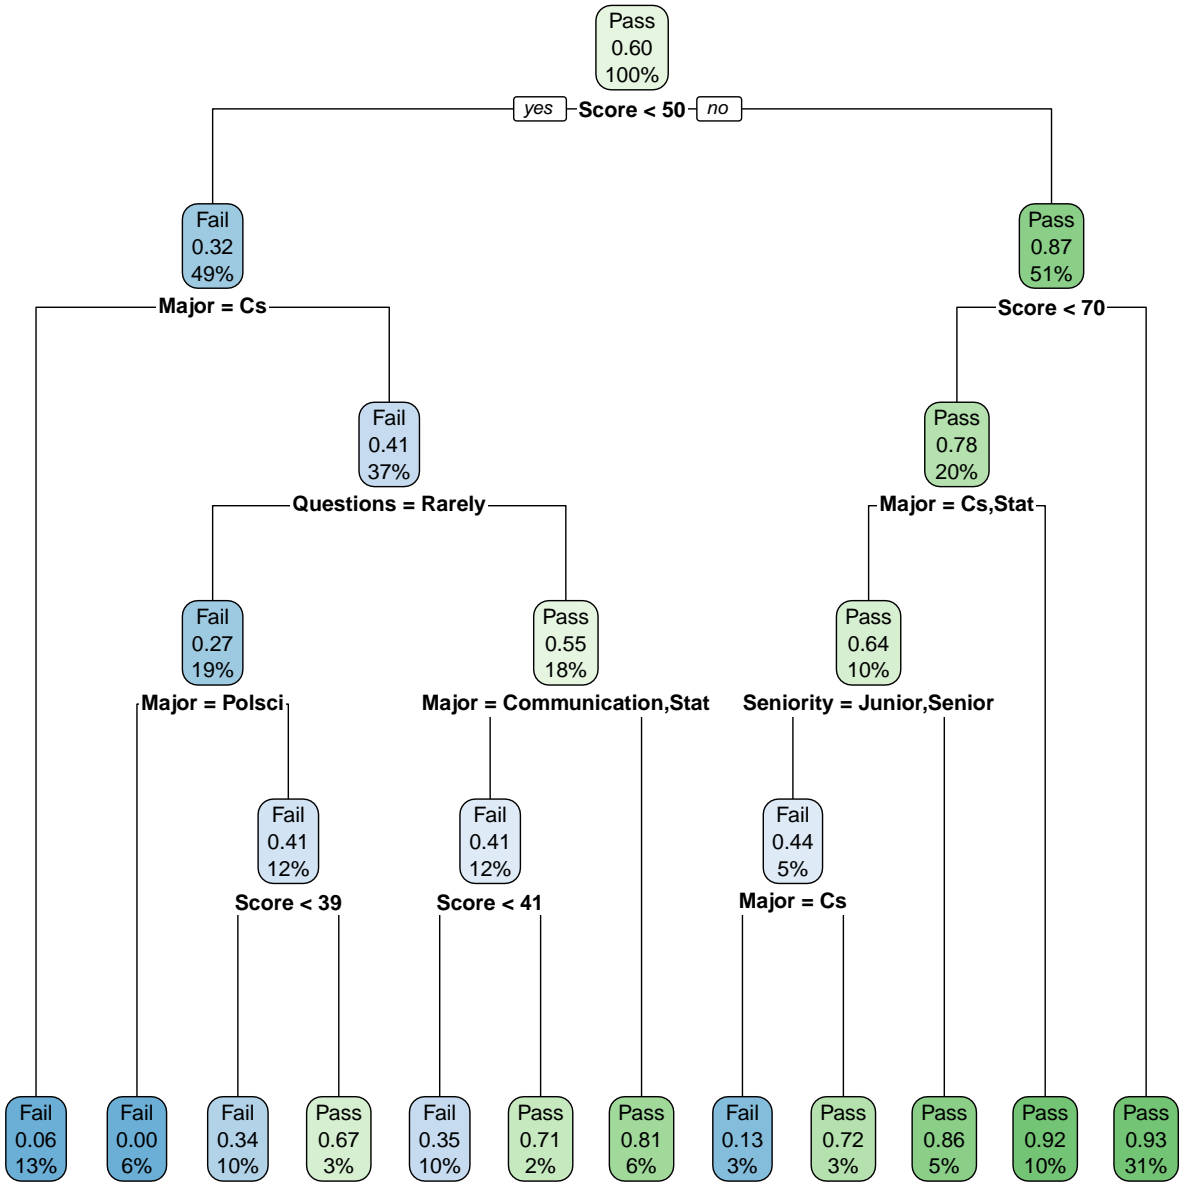 Pass
0.60
100%
yes Score < 50 no
Fail
0.32
49%
Pass
0.87
51%
Major = Cs
Score < 70
Fail
0.41
37%
Pass
0.78
20%
Questions = Rarely
Major = Cs,Stat
Fail
0.27
19%
Pass
0.55
18%
Pass
0.64
10%
Major = Polsci
Major = Communication,Stat
Seniority = Junior,Senior
Fail
0.41
12%
Fail
0.41
12%
Fail
0.44
5%
Score < 39
Score < 41
Major = Cs
Fail
0.06
13%
Fail
0.00
6%
Fail
0.34
10%
Pass
0.67
3%
Fail
0.35
10%
Pass
0.71
2%
Pass
0.81
6%
Fail
0.13
3%
Pass
0.72
3%
Pass
0.86
5%
Pass
0.92
10%
Pass
0.93
31%